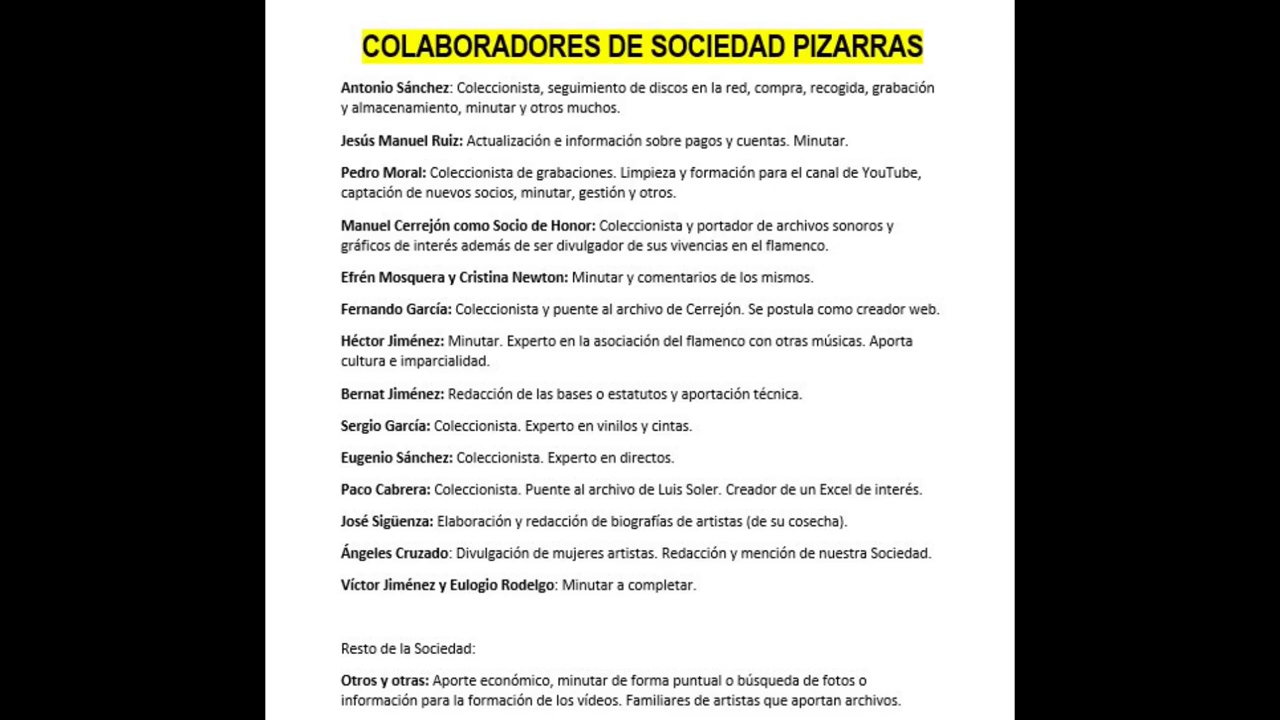 COLABORADORES DE SOCIEDAD PIZARRAS
Antonio Sánchez: Coleccionista, seguimiento de discos en la red, compra, recogida, grabación
y almacenamiento, minutar y otros muchos.
Jesús Manuel Ruiz: Actualización e información sobre pagos y cuentas. Minutar.
Pedro Moral: Coleccionista de grabaciones. Limpieza y formación para el canal de YouTube,
captación de nuevos socios, minutar, gestión y otros.
Manuel Cerrejón como Socio de Honor: Coleccionista y portador de archivos sonoros y
gráficos de interés además de ser divulgador de sus vivencias en el flamenco.
Efrén Mosquera y Cristina Newton: Minutar y comentarios de los mismos.
Fernando García: Coleccionista y puente al archivo de Cerrejón. Se postula como creador web.
Héctor Jiménez: Minutar. Experto en la asociación del flamenco con otras músicas. Aporta
cultura e imparcialidad.
Bernat Jiménez: Redacción de las bases o estatutos y aportación técnica.
Sergio García: Coleccionista. Experto en vinilos y cintas.
Eugenio Sánchez: Coleccionista. Experto en directos.
Paco Cabrera: Coleccionista. Puente al archivo de Luis Soler. Creador de un Excel de interés.
José Sigüenza: Elaboración y redacción de biografías de artistas (de su cosecha).
Ángeles Cruzado: Divulgación de mujeres artistas. Redacción y mención de nuestra Sociedad.
Víctor Jiménez y Eulogio Rodelgo: Minutar a completar.
Resto de la Sociedad:
Otros y otras: Aporte económico, minutar de forma puntual o búsqueda de fotos o
información para la formación de los vídeos. Familiares de artistas que aportan archivos.